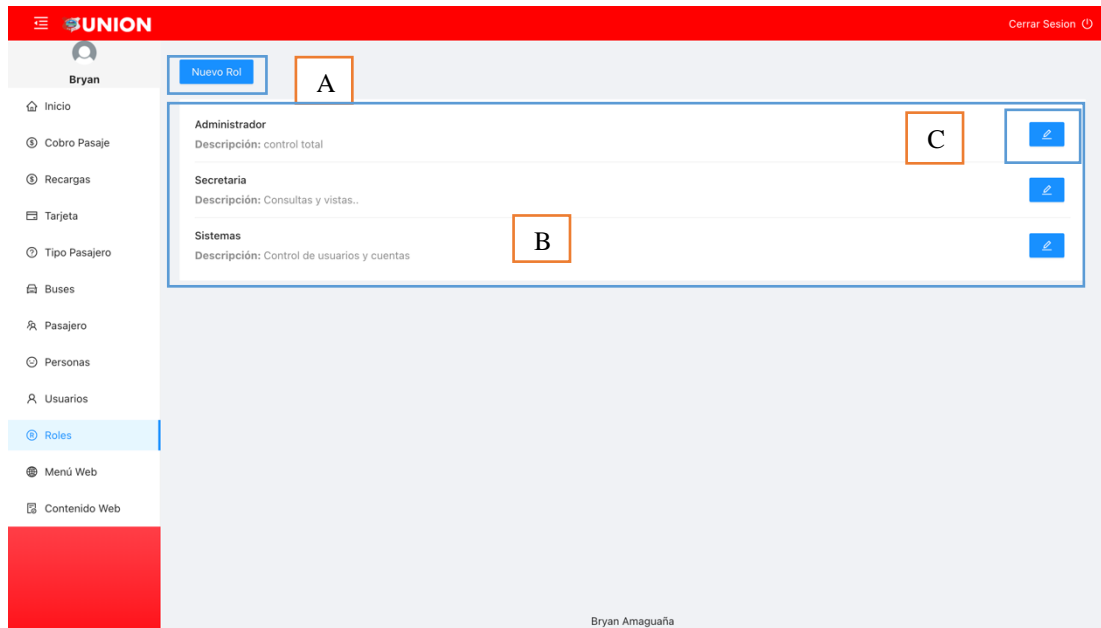 UNION
Cerrar Sesion
Bryan
Inicio
Cobro Pasaje
Recargas
Tarjeta
Tipo Pasajero
Buses
Pasajero
Personas
Usuarios
Roles
Menú Web
Contenido Web
Nuevo Rol
A
Administrador
Descripción: control total
C
Secretaria
Descripción: Consultas y vistas..
Sistemas
Descripción: Control de usuarios y cuentas
B
Bryan Amaguaña